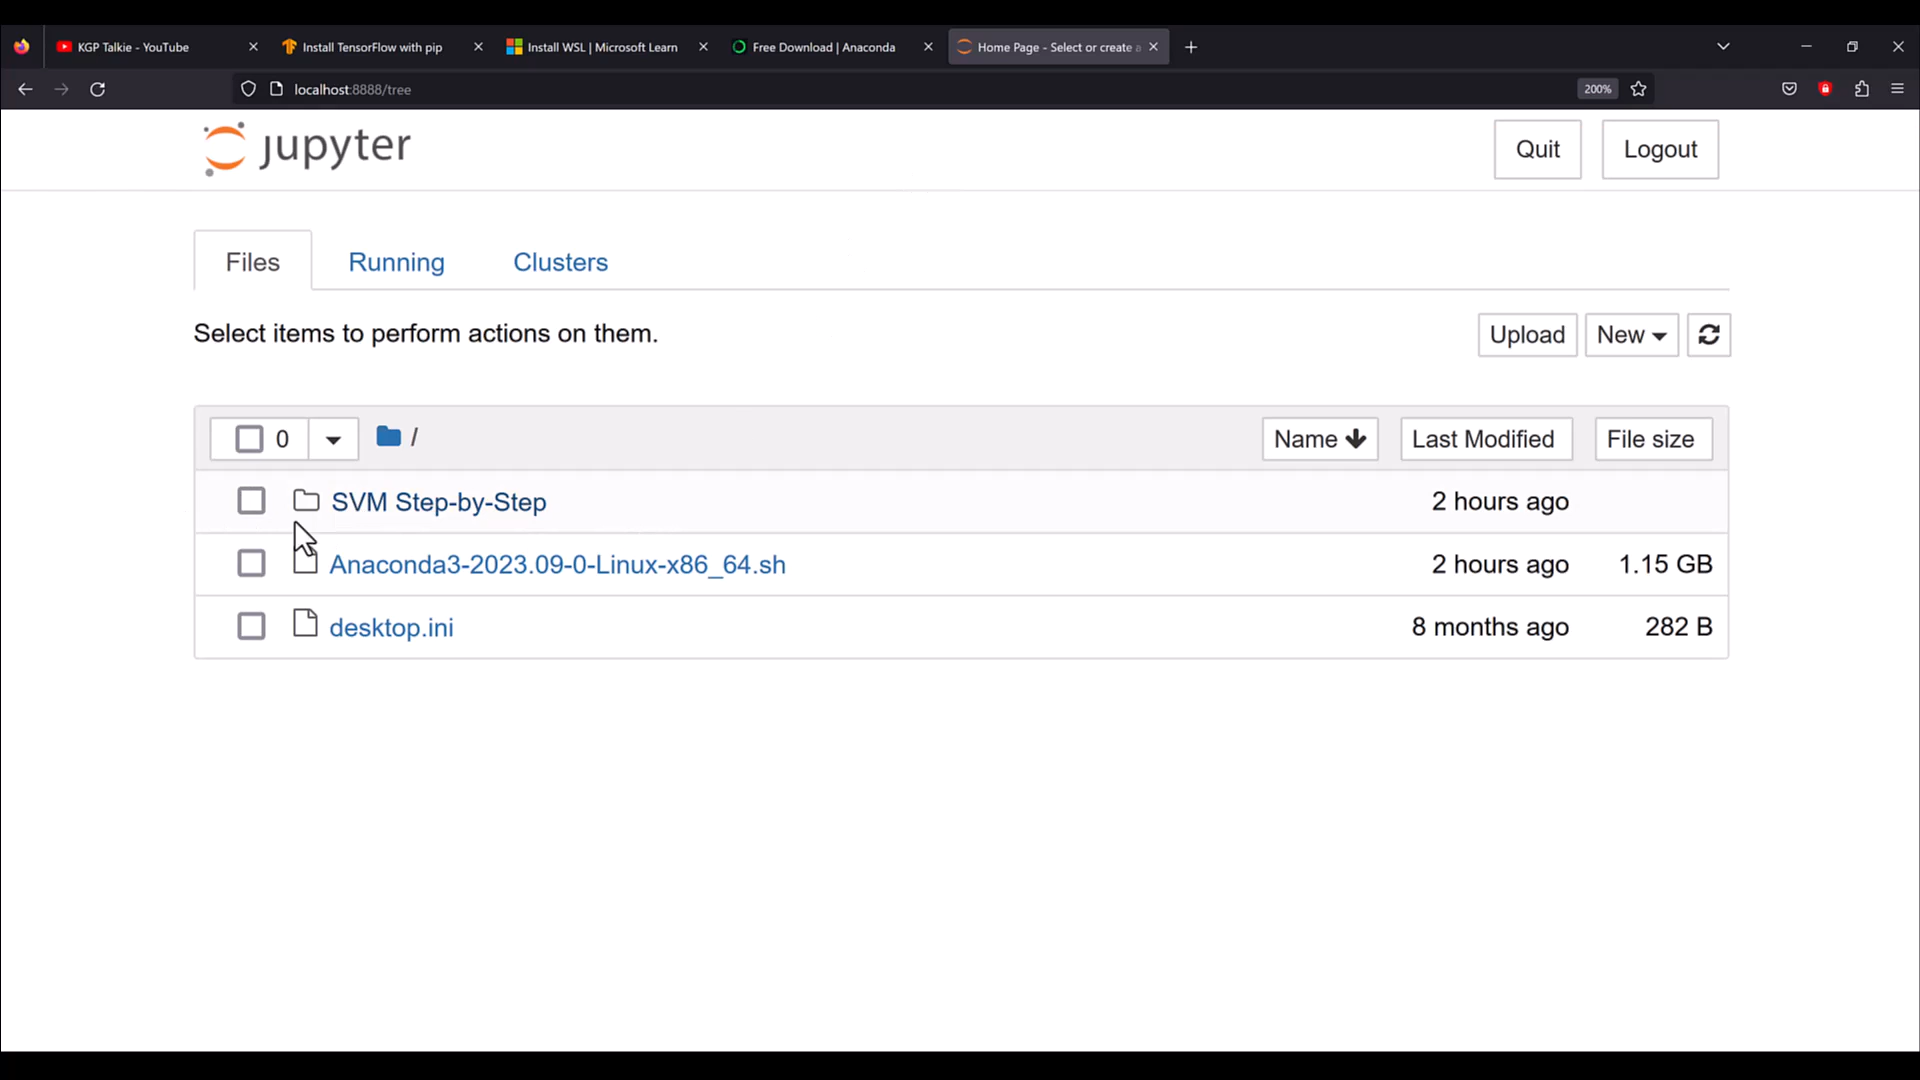 KGP Talkie - YouTube
Install TensorFlow with pip
Install WSL | Microsoft Learn
Free Download | Anaconda
Home Page - Select or create a
localhost:8888/tree
200%
jupyter
Quit
Logout
Files
Running
Clusters
Select items to perform actions on them.
Upload
New
0
/
Name
Last Modified
File size
SVM Step-by-Step
2 hours ago
Anaconda3-2023.09-0-Linux-x86_64.sh
2 hours ago
1.15 GB
desktop.ini
8 months ago
282 B